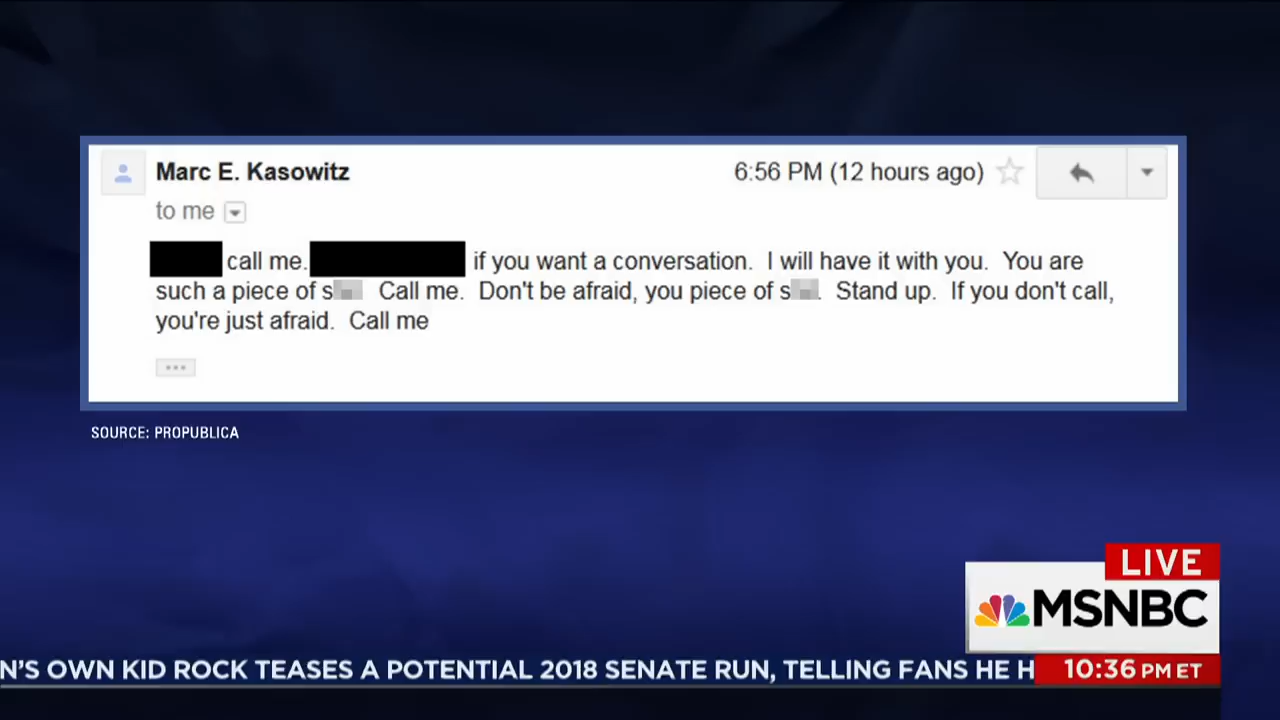 Marc E. Kasowitz
6:56 PM (12 hours ago)
to me
call me. if you want a conversation. I will have it with you. You are
such a piece of s Call me. Don't be afraid, you piece of s . Stand up. If you don't call,
you're just afraid. Call me
SOURCE: PROPUBLICA
LIVE
MSNBC
N'S OWN KID ROCK TEASES A POTENTIAL 2018 SENATE RUN, TELLING FANS HE H
10:36 PM ET